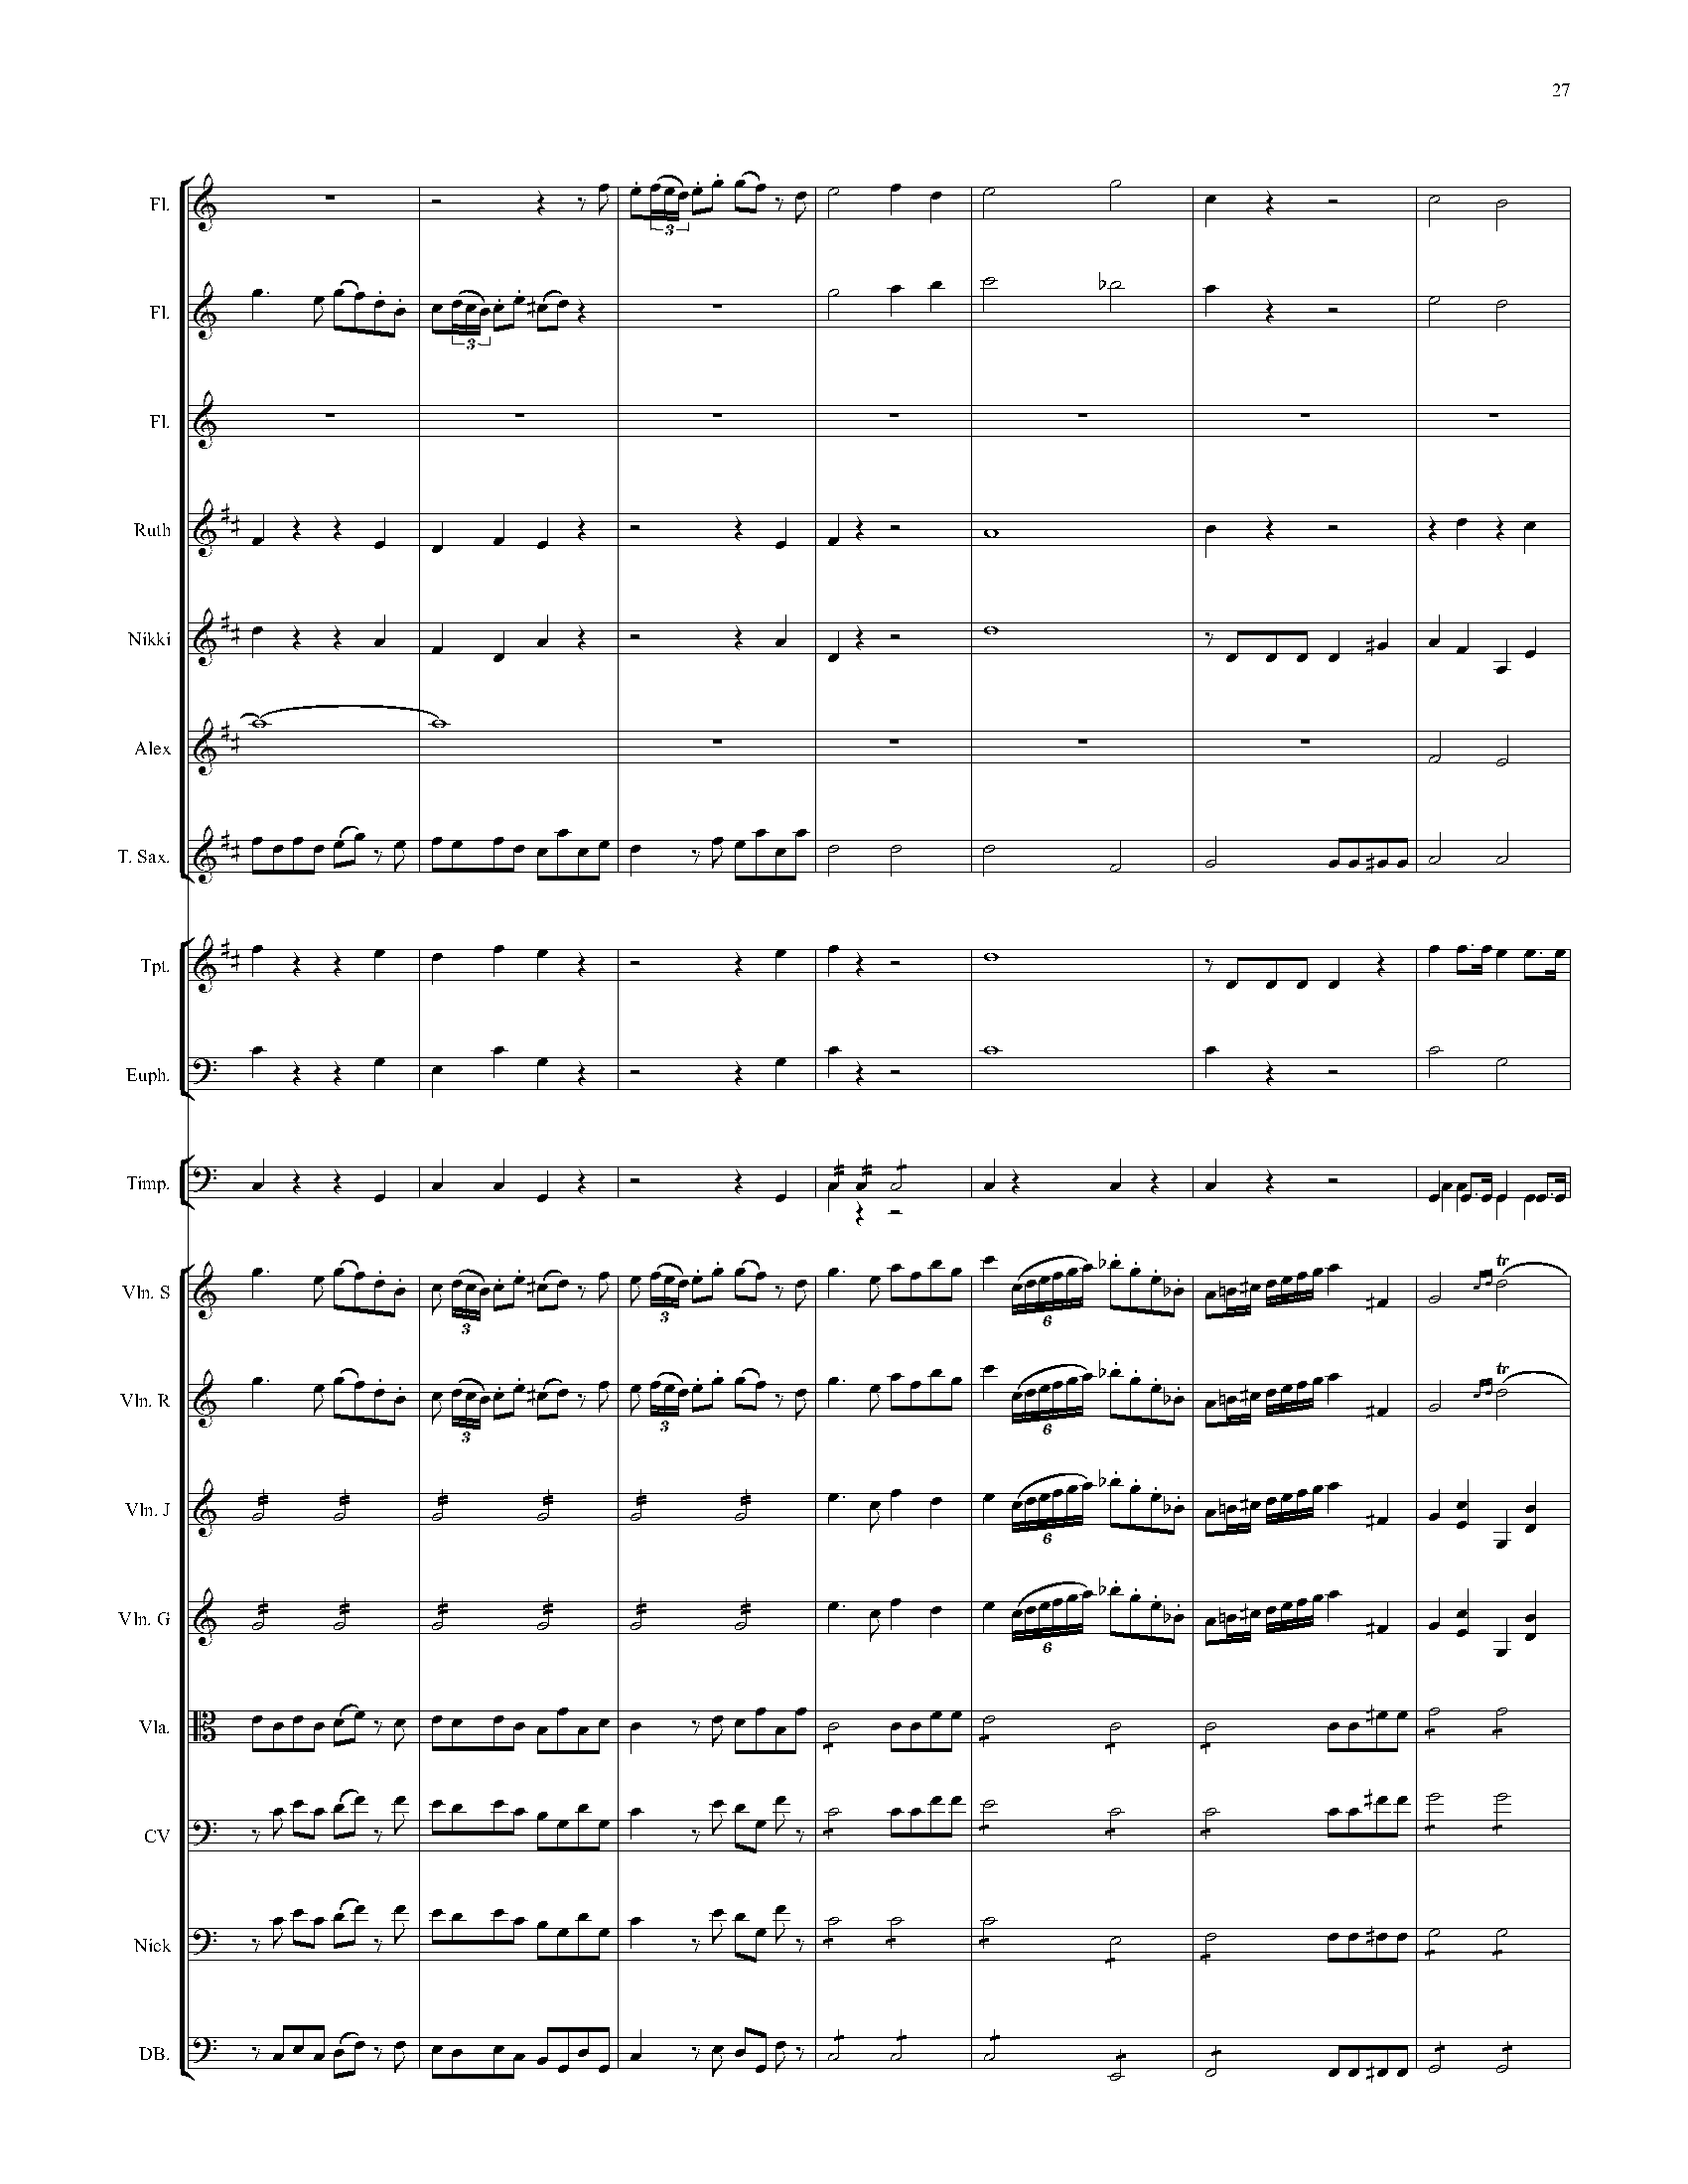 27
Fl.
3
Fl.
3
Fl.
Ruth
Nikki
Alex
T. Sax.
Tpt.
Euph.
Timp.
Vln. S
3
3
6
tr
Vln. R
3
3
6
tr
Vln. J
6
Vln. G
6
Vla.
CV
Nick
DB.